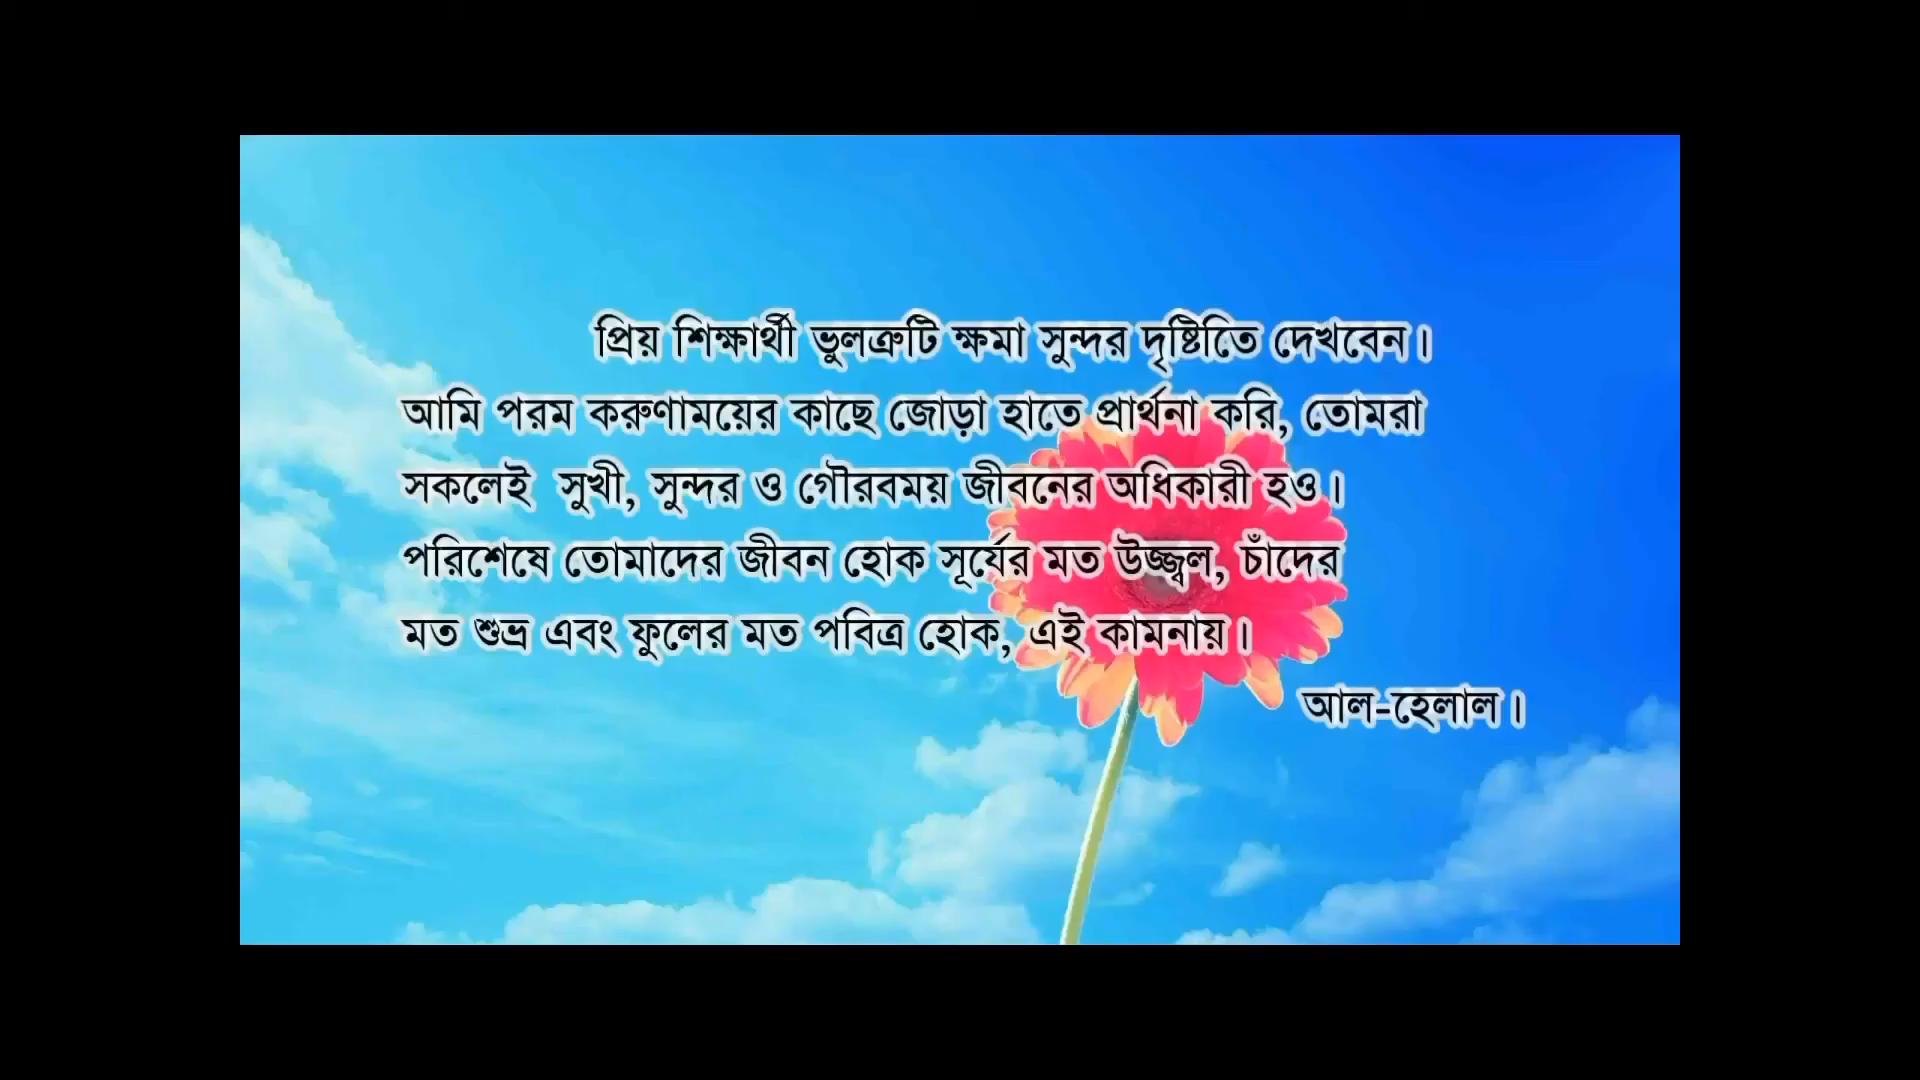 প্রিয় শিক্ষার্থী ভুলত্রুটি ক্ষমা সুন্দর দৃষ্টিতে দেখবেন।
আমি পরম করুণাময়ের কাছে জোড়া হাতে প্রার্থনা করি, তোমরা
সকলেই সুখী, সুন্দর ও গৌরবময় জীবনের অধিকারী হও।
পরিশেষে তোমাদের জীবন হোক সূর্যের মত উজ্জ্বল, চাঁদের
মত শুভ্র এবং ফুলের মত পবিত্র হোক, এই কামনায়।
আল-হেলাল।